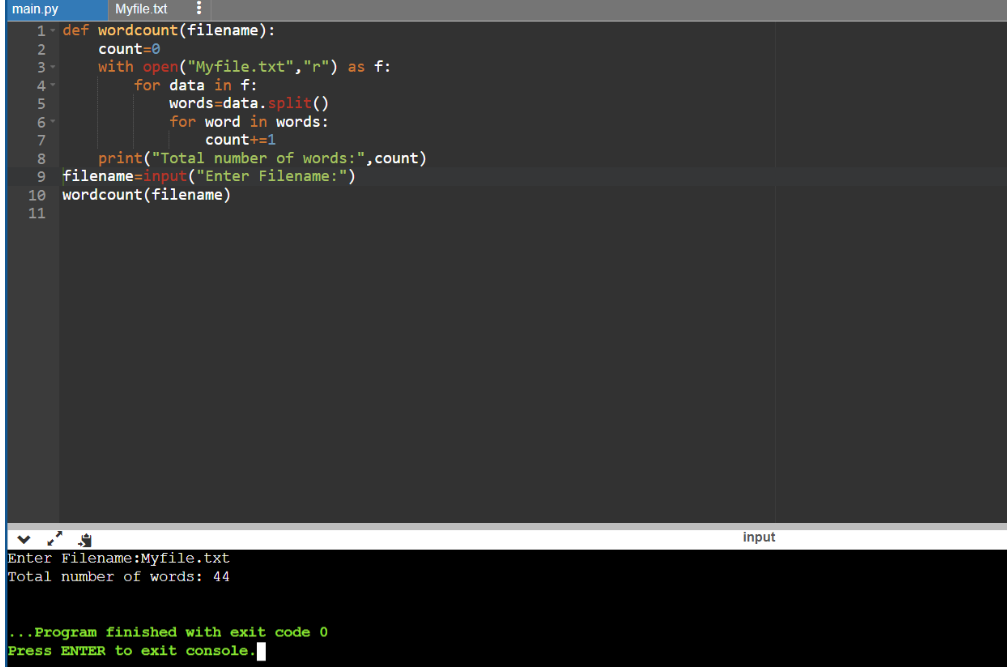 main.py Myfile.txt
1 def wordcount(filename):
2     count=0
3     with open("Myfile.txt","r") as f:
4         for data in f:
5             words=data.split()
6             for word in words:
7                 count+=1
8     print("Total number of words:",count)
9 filename=input("Enter Filename:")
10 wordcount(filename)
11
input
Enter Filename:Myfile.txt
Total number of words: 44
...Program finished with exit code 0
Press ENTER to exit console.